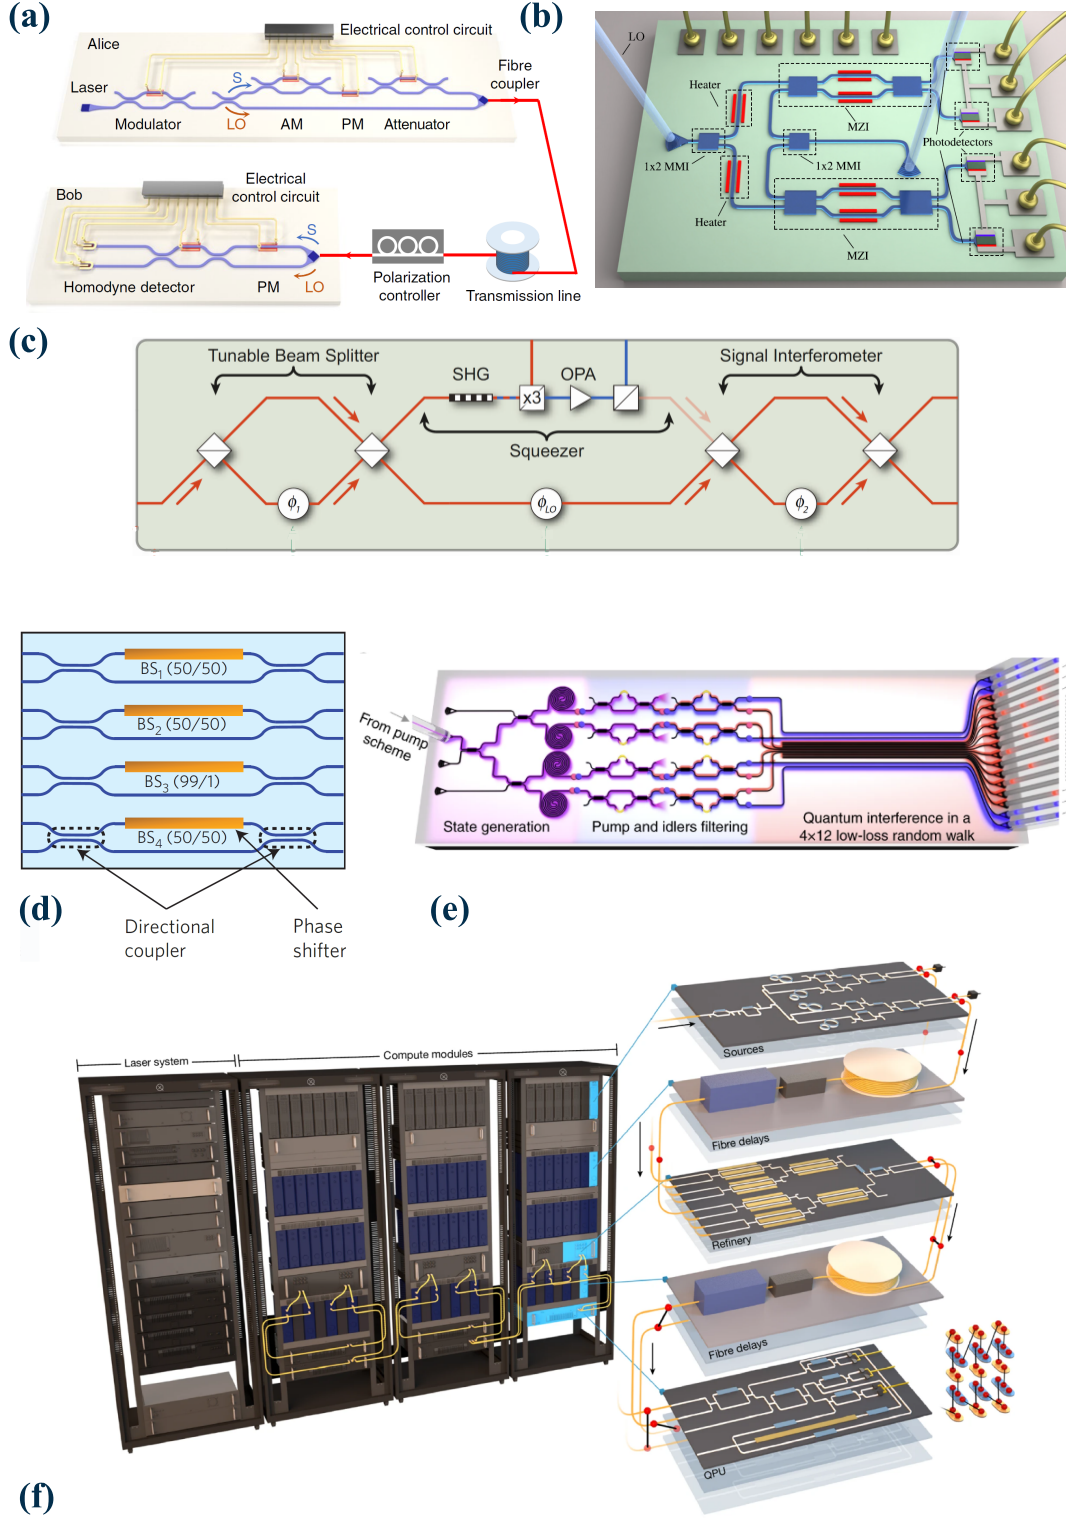 (a)
Alice
Electrical control circuit
Fibre
coupler
Laser
S
LO
Modulator
AM
PM
Attenuator
Bob
Electrical
control circuit
S
LO
Homodyne detector
PM
Polarization
controller
Transmission line
(b)
LO
Heater
MZI
1x2 MMI
1x2 MMI
Photodetectors
Heater
MZI
(c)
Tunable Beam Splitter
SHG
OPA
Signal Interferometer
x3
Squeezer
ϕ1
ϕLO
ϕ2
BS1 (50/50)
BS2 (50/50)
BS3 (99/1)
BS4 (50/50)
(d)
Directional
coupler
Phase
shifter
From pump
scheme
State generation
Pump and idlers filtering
Quantum interference in a
4×12 low-loss random walk
(e)
Laser system
Compute modules
Sources
Fibre delays
Refinery
Fibre delays
QPU
(f)